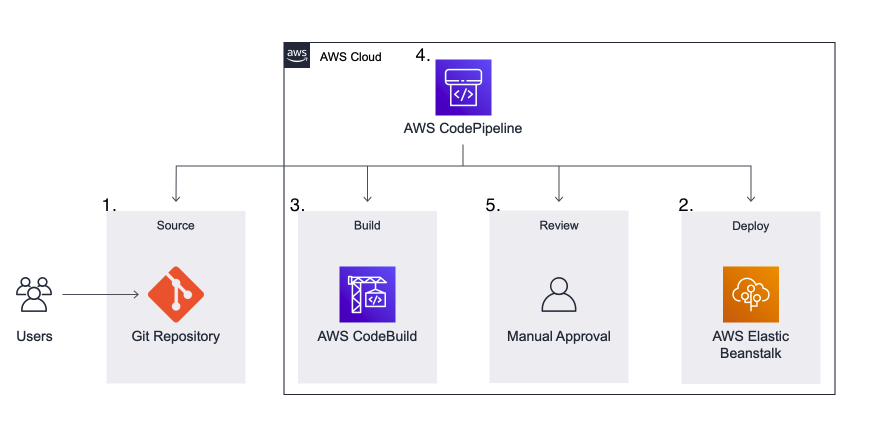 aws
AWS Cloud
4.
</>
AWS CodePipeline
1.
Source
Git Repository
Users
3.
Build
</>
AWS CodeBuild
5.
Review
Manual Approval
2.
Deploy
AWS Elastic
Beanstalk